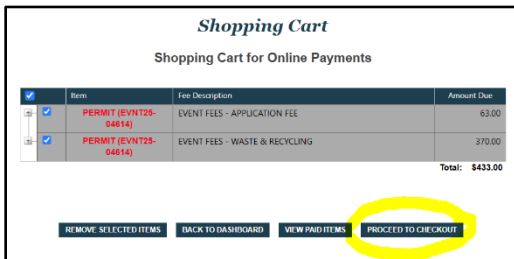 Shopping Cart
Shopping Cart for Online Payments
Item Fee Description Amount Due
PERMIT (EVNT25-
04614) EVENT FEES - APPLICATION FEE 63.00
PERMIT (EVNT25-
04614) EVENT FEES - WASTE & RECYCLING 370.00
Total: $433.00
REMOVE SELECTED ITEMS BACK TO DASHBOARD VIEW PAID ITEMS PROCEED TO CHECKOUT